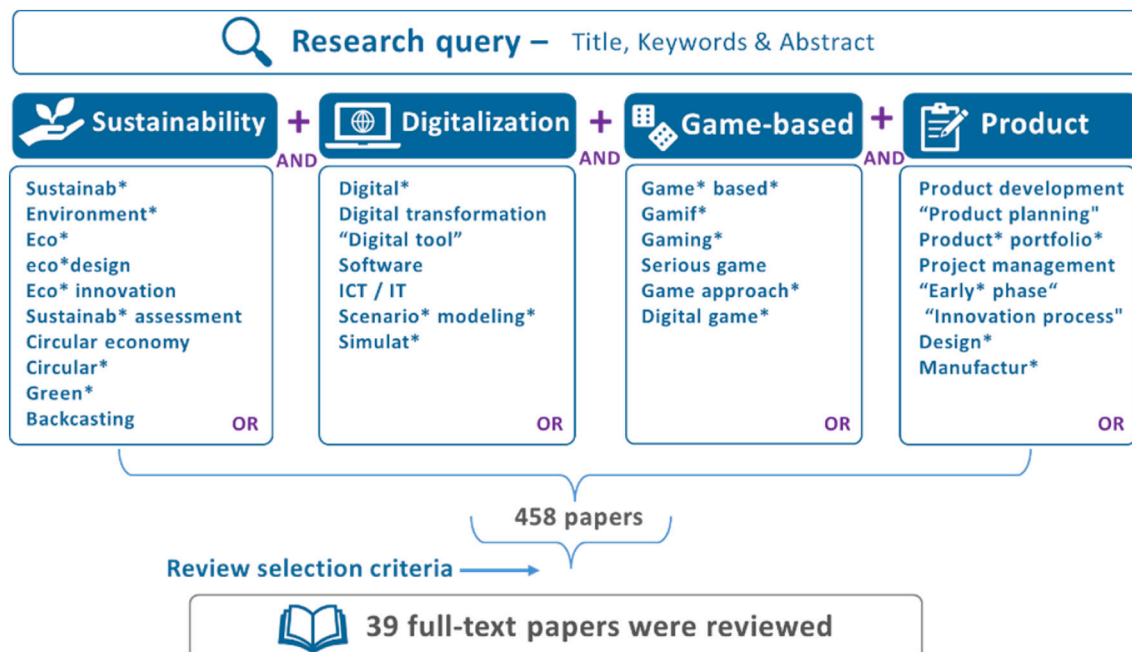 Research query – Title, Keywords & Abstract
Sustainability + AND Digitalization + AND Game-based + AND Product
Sustainab*
Environment*
Eco*
eco*design
Eco* innovation
Sustainab* assessment
Circular economy
Circular*
Green*
Backcasting OR
Digital*
Digital transformation
“Digital tool”
Software
ICT / IT
Scenario* modeling*
Simulat*
OR
Game* based*
Gamif*
Gaming*
Serious game
Game approach*
Digital game*
OR
Product development
“Product planning"
Product* portfolio*
Project management
“Early* phase“
“Innovation process"
Design*
Manufactur*
OR
458 papers
Review selection criteria
39 full-text papers were reviewed